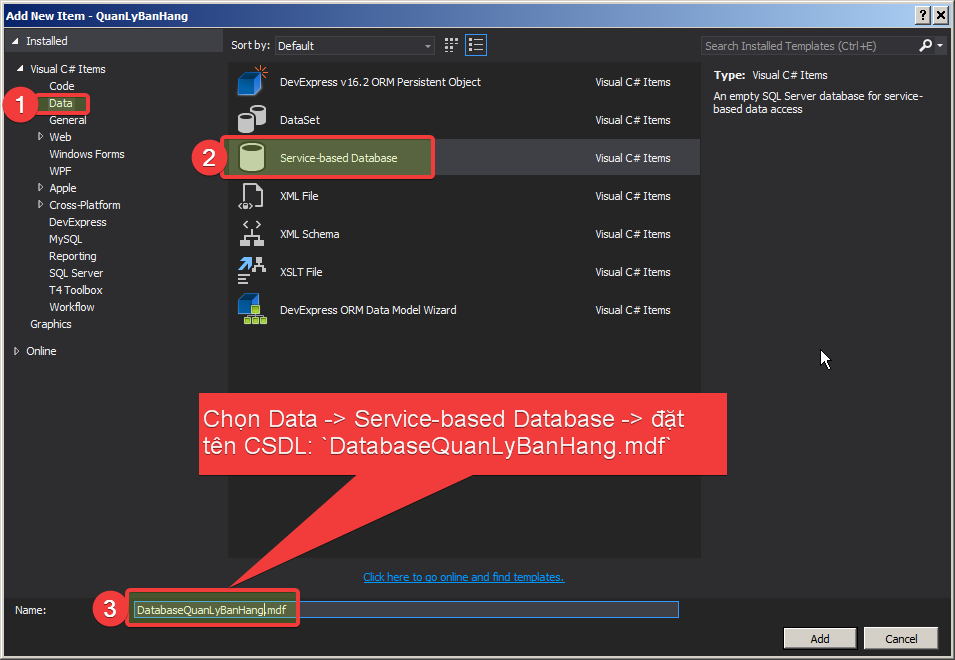 Add New Item - QuanLyBanHang
Installed
Sort by: Default
Search Installed Templates (Ctrl+E)
Visual C# Items
Code
1
Data
General
Web
Windows Forms
WPF
Apple
Cross-Platform
DevExpress
MySQL
Reporting
SQL Server
T4 Toolbox
Workflow
Graphics
Online
DevExpress v16.2 ORM Persistent Object Visual C# Items
DataSet Visual C# Items
2
Service-based Database Visual C# Items
XML File Visual C# Items
XML Schema Visual C# Items
XSLT File Visual C# Items
DevExpress ORM Data Model Wizard Visual C# Items
Type: Visual C# Items
An empty SQL Server database for service-
based data access
Chọn Data -> Service-based Database -> đặt
tên CSDL: `DatabaseQuanLyBanHang.mdf`
Click here to go online and find templates.
Name:
3
DatabaseQuanLyBanHang.mdf
Add
Cancel